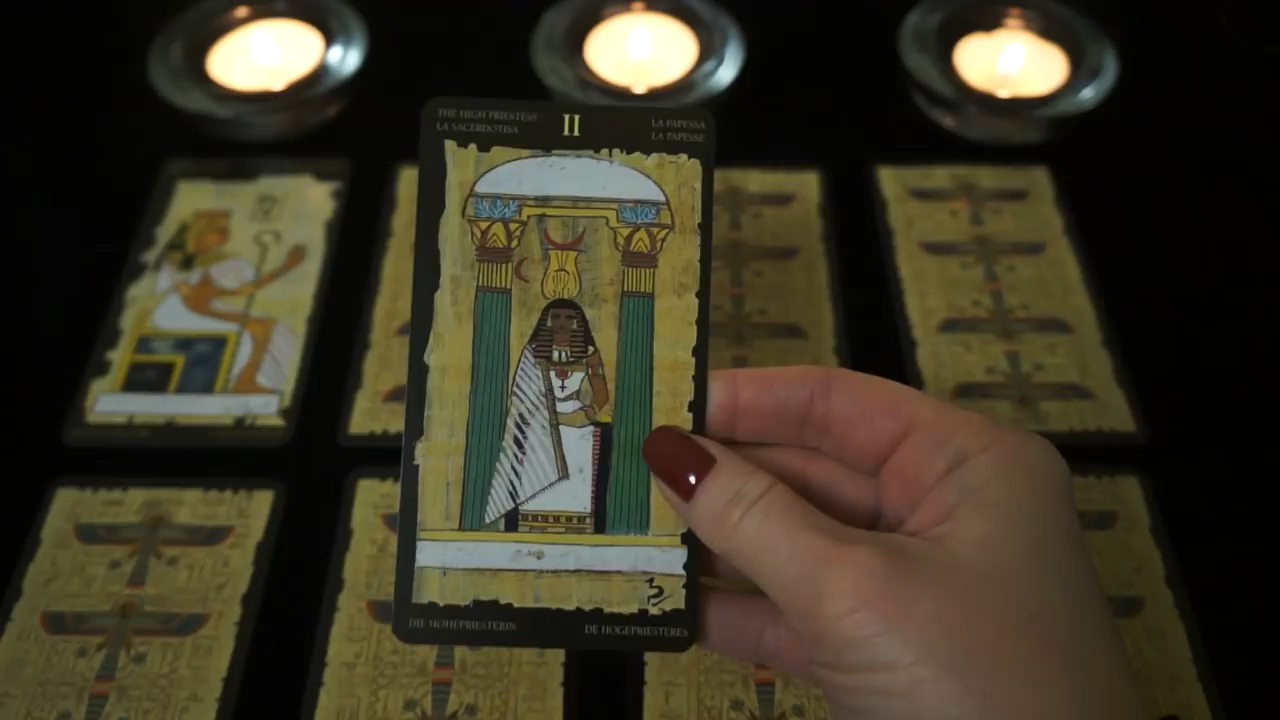 THE HIGH PRIESTESS
LA SACERDOTISA
II
LA PAPESSA
LA PAPESSE
DIE HOHEPRIESTERIN
DE HOGEPRIESTERES